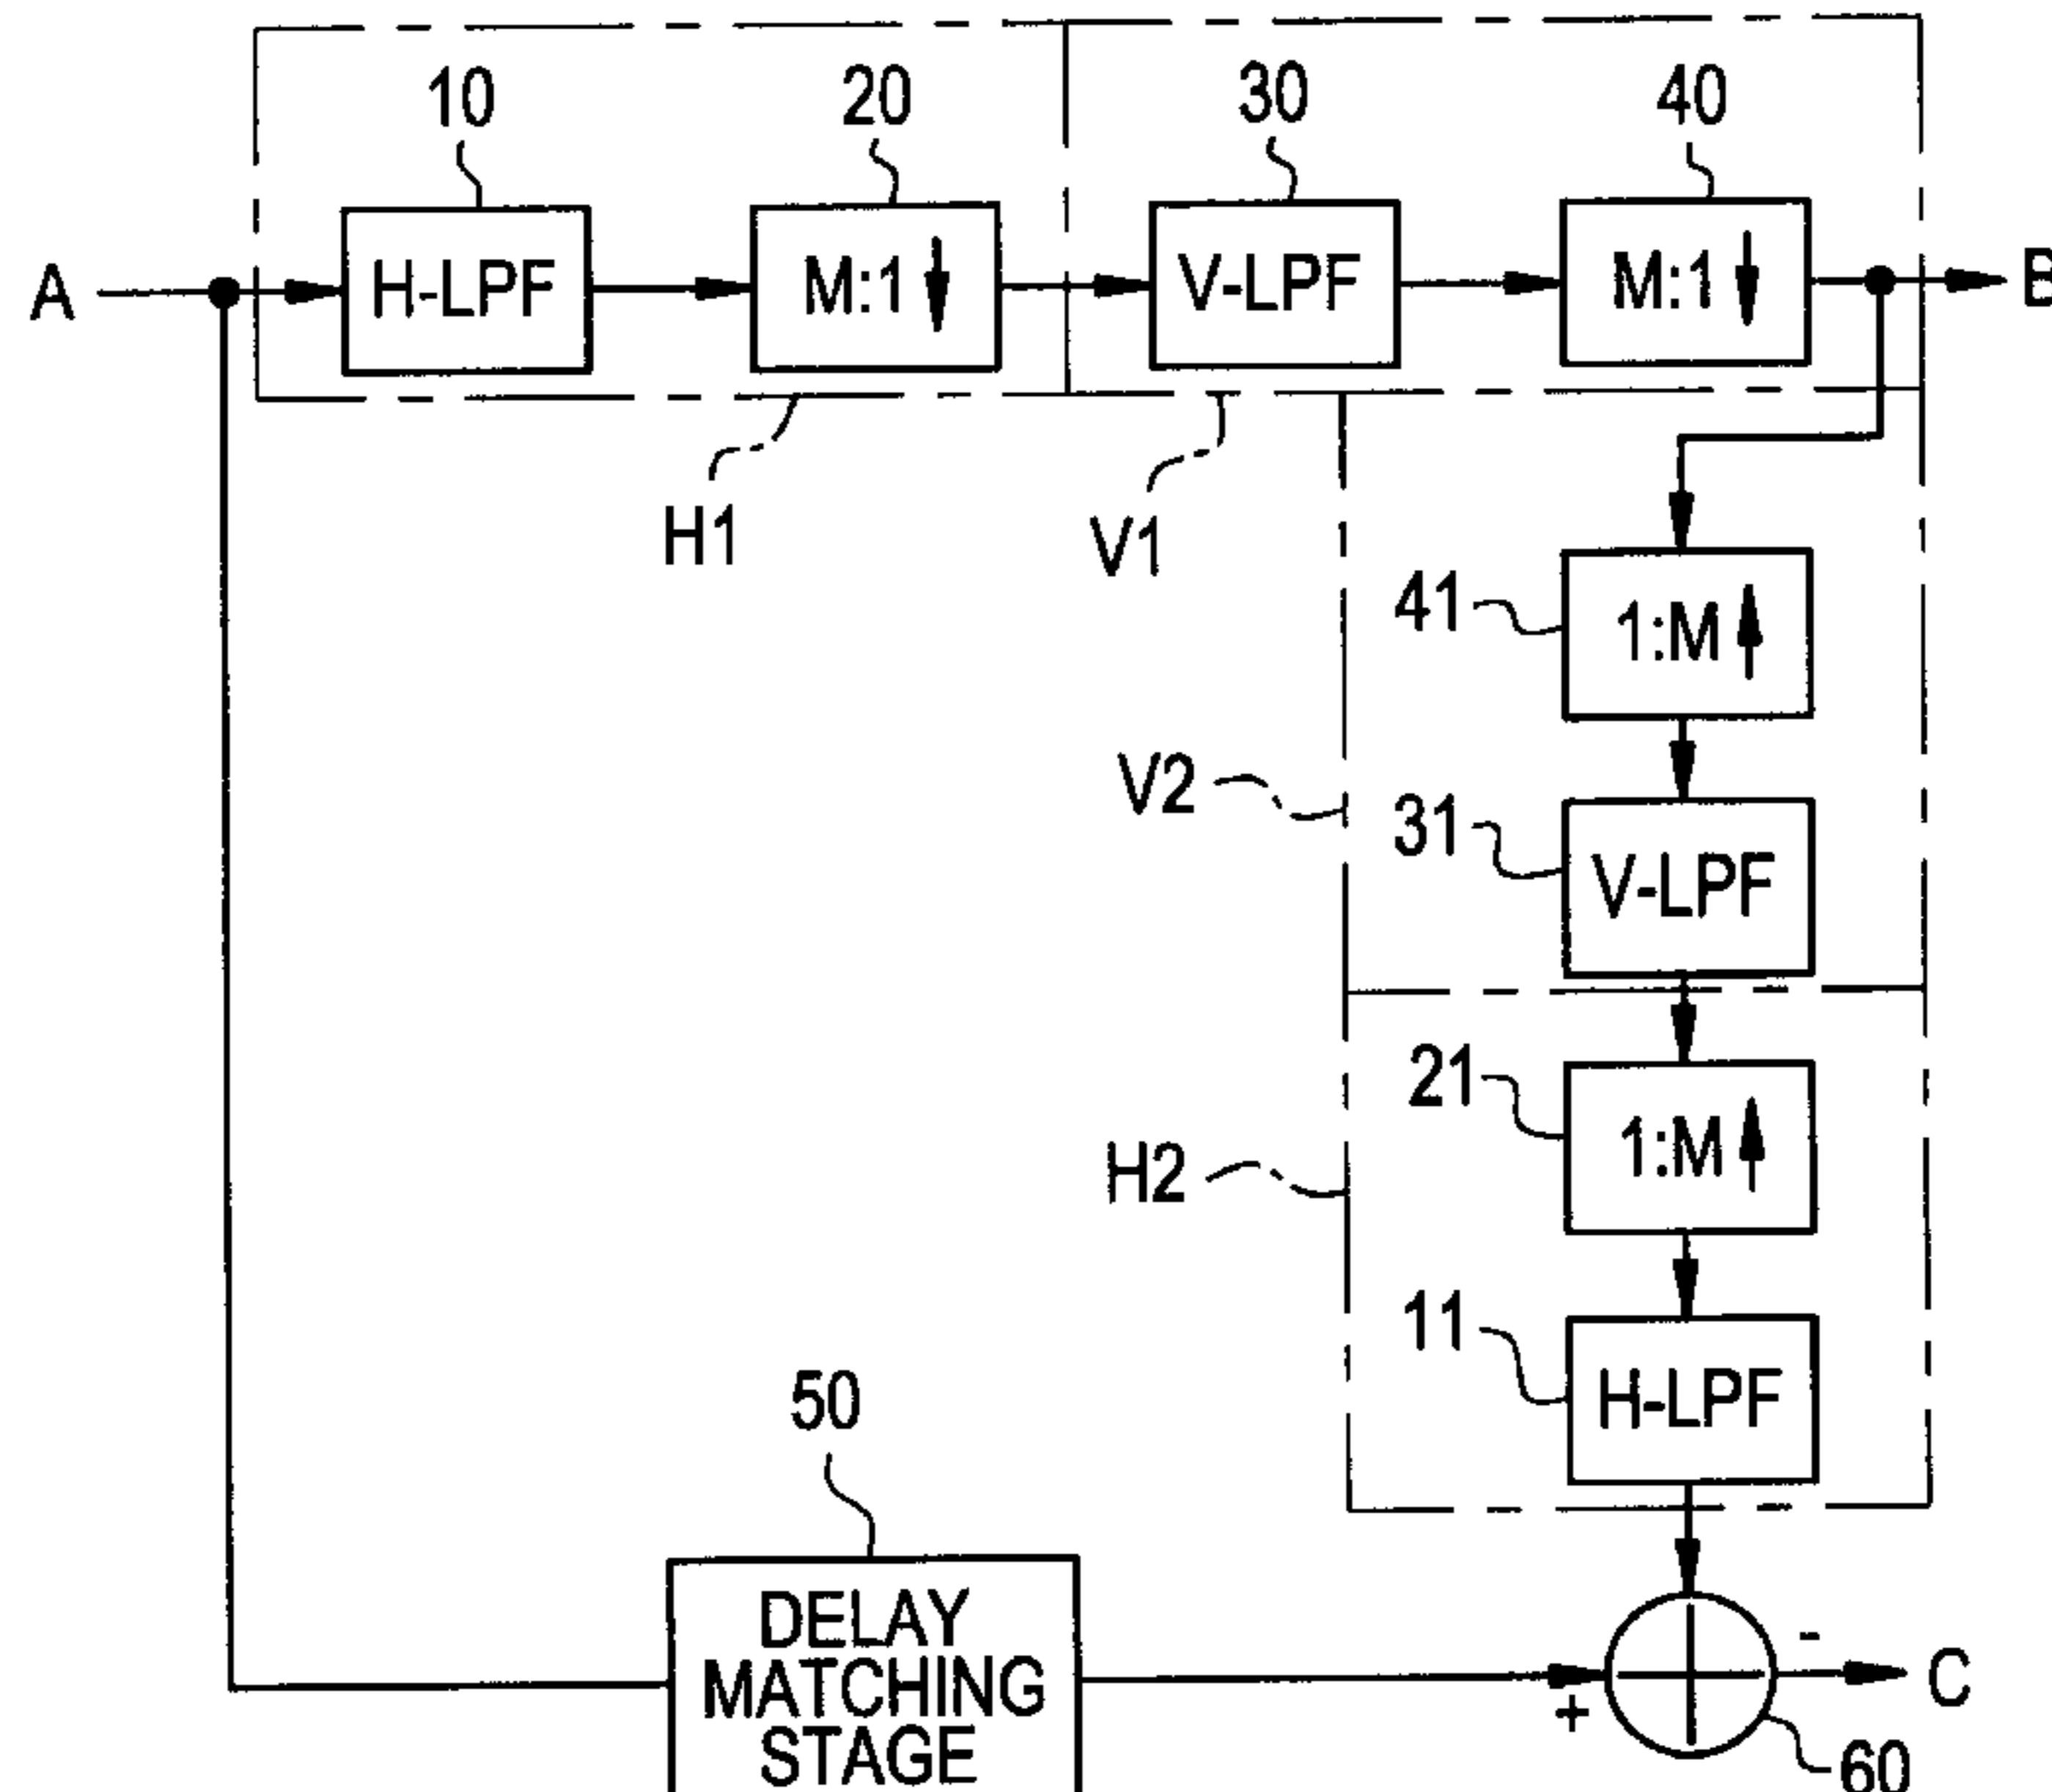 10
20
30
40
A
H-LPF
M:1
V-LPF
M:1
B
H1
V1
41
1:M
V2
31
V-LPF
21
1:M
H2
11
H-LPF
50
DELAY
MATCHING
STAGE
+
-
C
60